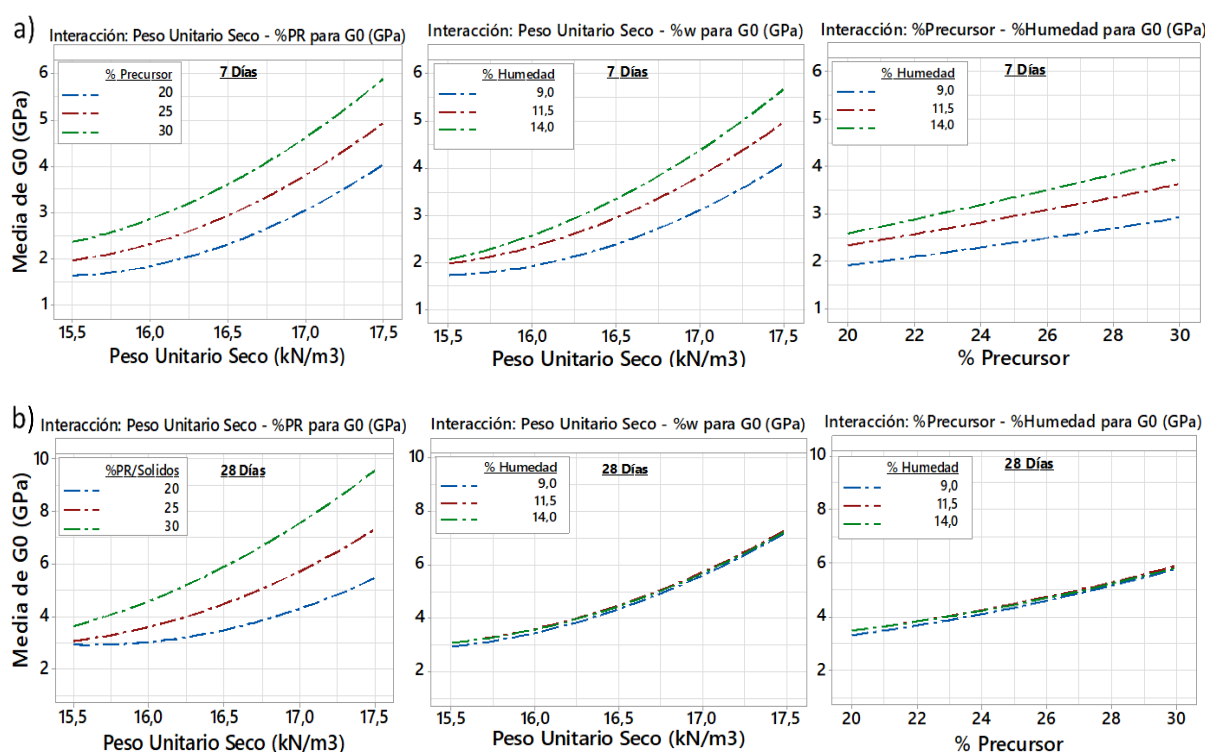 a)
Interacción: Peso Unitario Seco - %PR para G0 (GPa)
Interacción: Peso Unitario Seco - %w para G0 (GPa)
Interacción: %Precursor - %Humedad para G0 (GPa)
Media de G0 (GPa)
6
5
4
3
2
1
% Precursor
20
25
30
7 Días
15,5 16,0 16,5 17,0 17,5
Peso Unitario Seco (kN/m3)
6
5
4
3
2
1
% Humedad
9,0
11,5
14,0
7 Días
15,5 16,0 16,5 17,0 17,5
Peso Unitario Seco (kN/m3)
6
5
4
3
2
1
% Humedad
9,0
11,5
14,0
7 Días
20 22 24 26 28 30
% Precursor
b)
Interacción: Peso Unitario Seco - %PR para G0 (GPa)
Interacción: Peso Unitario Seco - %w para G0 (GPa)
Interacción: %Precursor - %Humedad para G0 (GPa)
Media de G0 (GPa)
10
8
6
4
2
%PR/Solidos
20
25
30
28 Días
15,5 16,0 16,5 17,0 17,5
Peso Unitario Seco (kN/m3)
10
8
6
4
2
% Humedad
9,0
11,5
14,0
28 Días
15,5 16,0 16,5 17,0 17,5
Peso Unitario Seco (kN/m3)
10
8
6
4
2
% Humedad
9,0
11,5
14,0
28 Días
20 22 24 26 28 30
% Precursor